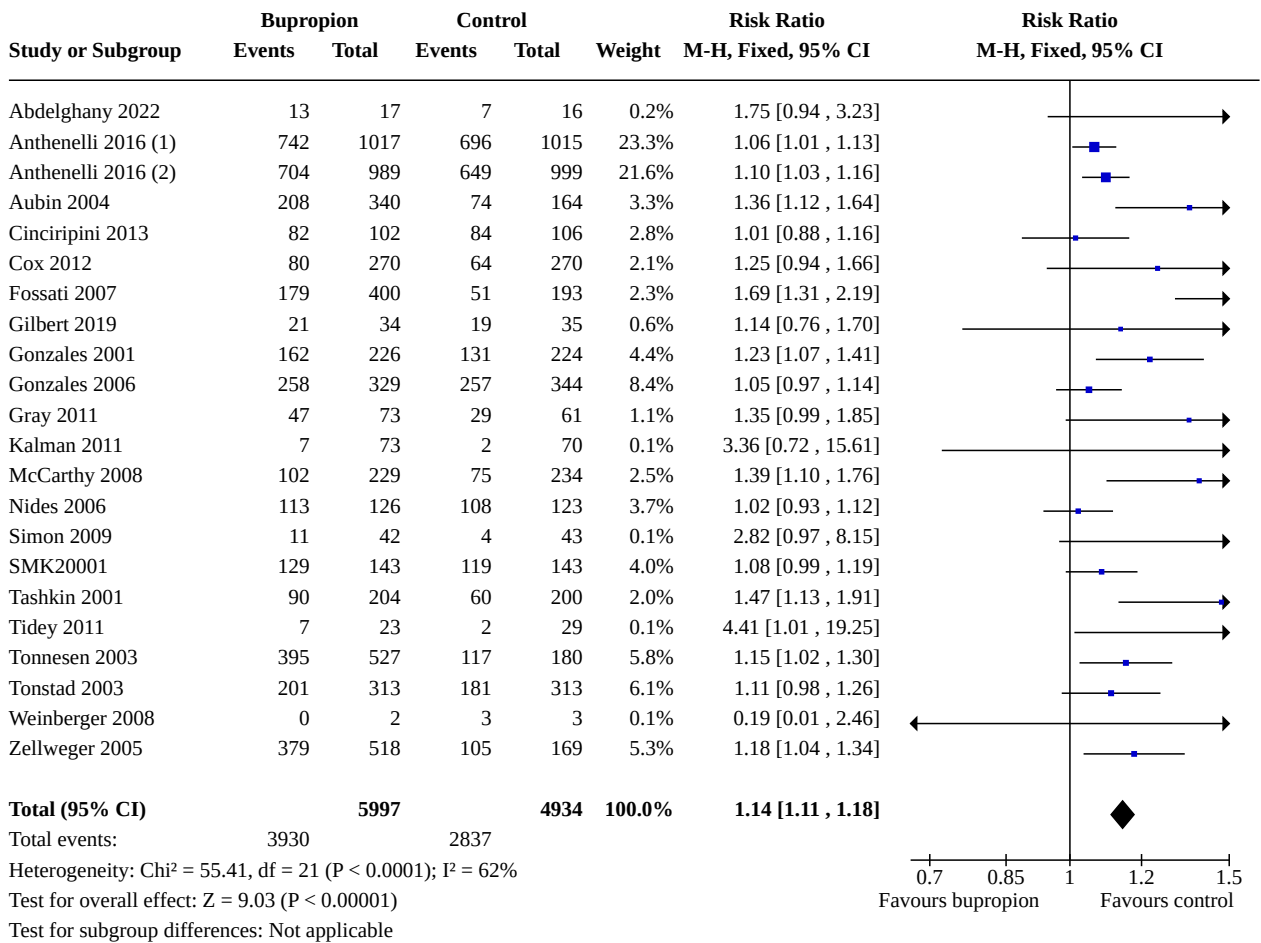 Bupropion Control Risk Ratio Risk Ratio
Study or Subgroup Events Total Events Total Weight M-H, Fixed, 95% CI M-H, Fixed, 95% CI
Abdelghany 2022 13 17 7 16 0.2% 1.75 [0.94 , 3.23]
Anthenelli 2016 (1) 742 1017 696 1015 23.3% 1.06 [1.01 , 1.13]
Anthenelli 2016 (2) 704 989 649 999 21.6% 1.10 [1.03 , 1.16]
Aubin 2004 208 340 74 164 3.3% 1.36 [1.12 , 1.64]
Cinciripini 2013 82 102 84 106 2.8% 1.01 [0.88 , 1.16]
Cox 2012 80 270 64 270 2.1% 1.25 [0.94 , 1.66]
Fossati 2007 179 400 51 193 2.3% 1.69 [1.31 , 2.19]
Gilbert 2019 21 34 19 35 0.6% 1.14 [0.76 , 1.70]
Gonzales 2001 162 226 131 224 4.4% 1.23 [1.07 , 1.41]
Gonzales 2006 258 329 257 344 8.4% 1.05 [0.97 , 1.14]
Gray 2011 47 73 29 61 1.1% 1.35 [0.99 , 1.85]
Kalman 2011 7 73 2 70 0.1% 3.36 [0.72 , 15.61]
McCarthy 2008 102 229 75 234 2.5% 1.39 [1.10 , 1.76]
Nides 2006 113 126 108 123 3.7% 1.02 [0.93 , 1.12]
Simon 2009 11 42 4 43 0.1% 2.82 [0.97 , 8.15]
SMK20001 129 143 119 143 4.0% 1.08 [0.99 , 1.19]
Tashkin 2001 90 204 60 200 2.0% 1.47 [1.13 , 1.91]
Tidey 2011 7 23 2 29 0.1% 4.41 [1.01 , 19.25]
Tonnesen 2003 395 527 117 180 5.8% 1.15 [1.02 , 1.30]
Tonstad 2003 201 313 181 313 6.1% 1.11 [0.98 , 1.26]
Weinberger 2008 0 2 3 3 0.1% 0.19 [0.01 , 2.46]
Zellweger 2005 379 518 105 169 5.3% 1.18 [1.04 , 1.34]
Total (95% CI) 5997 4934 100.0% 1.14 [1.11 , 1.18]
Total events: 3930 2837
Heterogeneity: Chi² = 55.41, df = 21 (P < 0.0001); I² = 62%
Test for overall effect: Z = 9.03 (P < 0.00001)
Test for subgroup differences: Not applicable
0.7 0.85 1 1.2 1.5
Favours bupropion Favours control